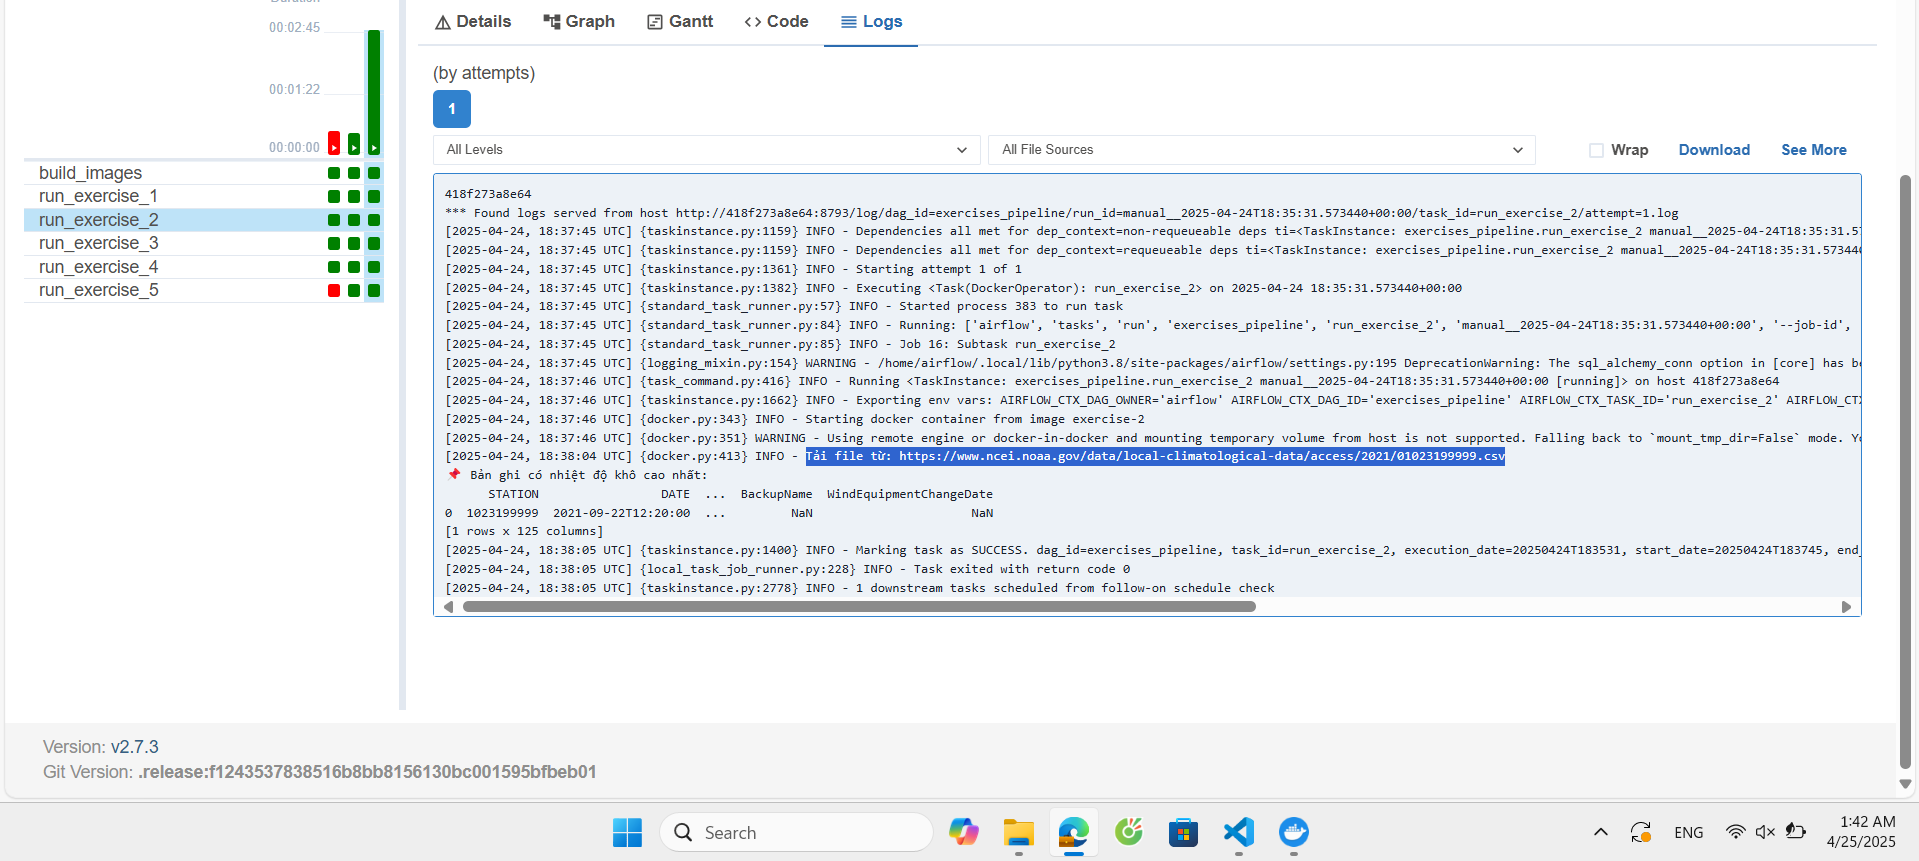 Duration
00:02:45
00:01:22
00:00:00
build_images
run_exercise_1
run_exercise_2
run_exercise_3
run_exercise_4
run_exercise_5
Details Graph Gantt Code Logs
(by attempts)
1
All Levels All File Sources Wrap Download See More
418f273a8e64
*** Found logs served from host http://418f273a8e64:8793/log/dag_id=exercises_pipeline/run_id=manual__2025-04-24T18:35:31.573440+00:00/task_id=run_exercise_2/attempt=1.log
[2025-04-24, 18:37:45 UTC] {taskinstance.py:1159} INFO - Dependencies all met for dep_context=non-requeueable deps ti=<TaskInstance: exercises_pipeline.run_exercise_2 manual__2025-04-24T18:35:31.57
[2025-04-24, 18:37:45 UTC] {taskinstance.py:1159} INFO - Dependencies all met for dep_context=requeueable deps ti=<TaskInstance: exercises_pipeline.run_exercise_2 manual__2025-04-24T18:35:31.573440
[2025-04-24, 18:37:45 UTC] {taskinstance.py:1361} INFO - Starting attempt 1 of 1
[2025-04-24, 18:37:45 UTC] {taskinstance.py:1382} INFO - Executing <Task(DockerOperator): run_exercise_2> on 2025-04-24 18:35:31.573440+00:00
[2025-04-24, 18:37:45 UTC] {standard_task_runner.py:57} INFO - Started process 383 to run task
[2025-04-24, 18:37:45 UTC] {standard_task_runner.py:84} INFO - Running: ['airflow', 'tasks', 'run', 'exercises_pipeline', 'run_exercise_2', 'manual__2025-04-24T18:35:31.573440+00:00', '--job-id',
[2025-04-24, 18:37:45 UTC] {standard_task_runner.py:85} INFO - Job 16: Subtask run_exercise_2
[2025-04-24, 18:37:45 UTC] {logging_mixin.py:154} WARNING - /home/airflow/.local/lib/python3.8/site-packages/airflow/settings.py:195 DeprecationWarning: The sql_alchemy_conn option in [core] has be
[2025-04-24, 18:37:46 UTC] {task_command.py:416} INFO - Running <TaskInstance: exercises_pipeline.run_exercise_2 manual__2025-04-24T18:35:31.573440+00:00 [running]> on host 418f273a8e64
[2025-04-24, 18:37:46 UTC] {taskinstance.py:1662} INFO - Exporting env vars: AIRFLOW_CTX_DAG_OWNER='airflow' AIRFLOW_CTX_DAG_ID='exercises_pipeline' AIRFLOW_CTX_TASK_ID='run_exercise_2' AIRFLOW_CTX
[2025-04-24, 18:37:46 UTC] {docker.py:343} INFO - Starting docker container from image exercise-2
[2025-04-24, 18:37:46 UTC] {docker.py:351} WARNING - Using remote engine or docker-in-docker and mounting temporary volume from host is not supported. Falling back to `mount_tmp_dir=False` mode. Yo
[2025-04-24, 18:38:04 UTC] {docker.py:413} INFO - Tải file từ: https://www.ncei.noaa.gov/data/local-climatological-data/access/2021/01023199999.csv
📌 Bản ghi có nhiệt độ khô cao nhất:
STATION DATE ... BackupName WindEquipmentChangeDate
0 1023199999 2021-09-22T12:20:00 ... NaN NaN
[1 rows x 125 columns]
[2025-04-24, 18:38:05 UTC] {taskinstance.py:1400} INFO - Marking task as SUCCESS. dag_id=exercises_pipeline, task_id=run_exercise_2, execution_date=20250424T183531, start_date=20250424T183745, end_
[2025-04-24, 18:38:05 UTC] {local_task_job_runner.py:228} INFO - Task exited with return code 0
[2025-04-24, 18:38:05 UTC] {taskinstance.py:2778} INFO - 1 downstream tasks scheduled from follow-on schedule check
Version: v2.7.3
Git Version: .release:f1243537838516b8bb8156130bc001595bfbeb01
Search
ENG
1:42 AM
4/25/2025